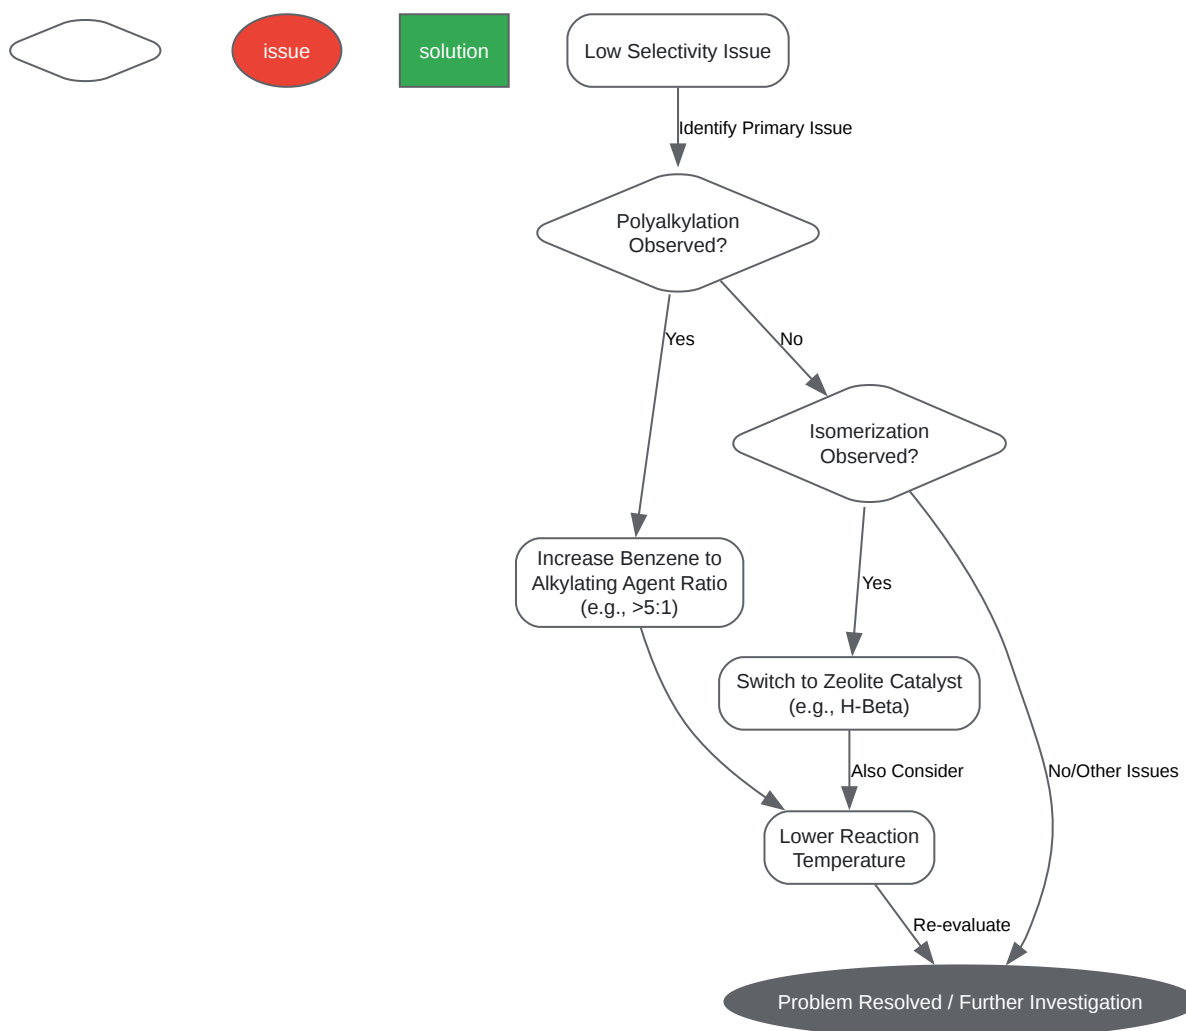 issue
solution
Low Selectivity Issue
Identify Primary Issue
Polyalkylation
Observed?
Yes
No
Isomerization
Observed?
Increase Benzene to
Alkylating Agent Ratio
(e.g., >5:1)
Yes
Switch to Zeolite Catalyst
(e.g., H-Beta)
Also Consider
No/Other Issues
Lower Reaction
Temperature
Re-evaluate
Problem Resolved / Further Investigation